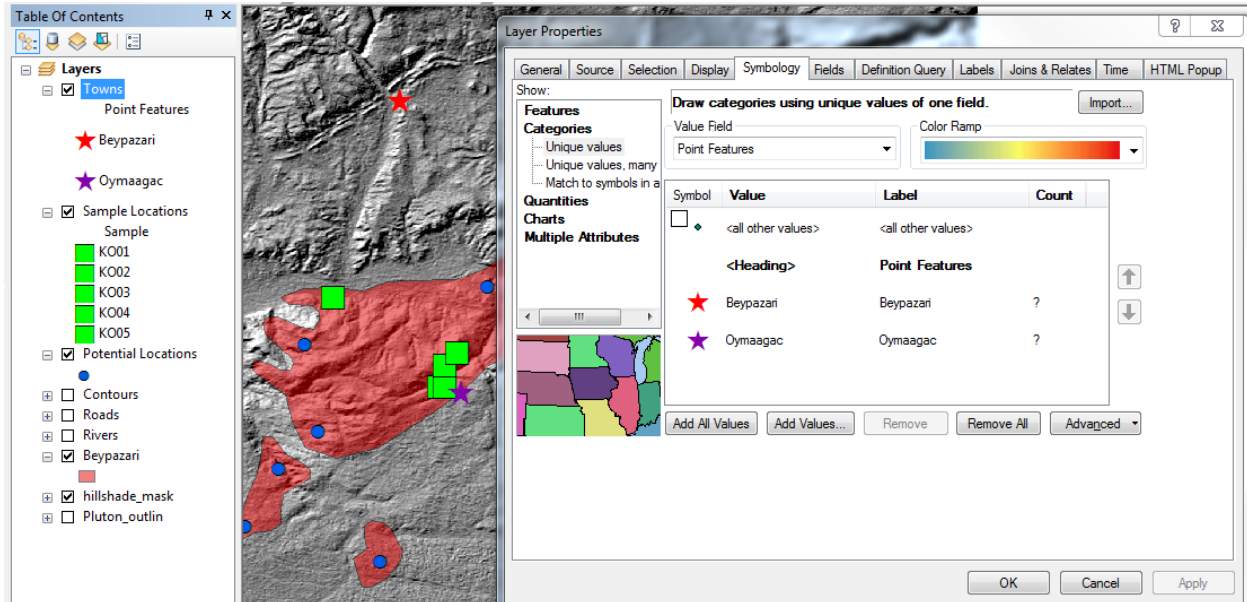 Table Of Contents
Layers
Towns
Point Features
Beypazari
Oymaagac
Sample Locations
Sample
KO01
KO02
KO03
KO04
KO05
Potential Locations
Contours
Roads
Rivers
Beypazari
hillshade_mask
Pluton_outlin
Layer Properties
General Source Selection Display Symbology Fields Definition Query Labels Joins & Relates Time HTML Popup
Show:
Features
Categories
Unique values
Unique values, many
Match to symbols in a
Quantities
Charts
Multiple Attributes
Draw categories using unique values of one field.
Import...
Value Field
Point Features
Color Ramp
Symbol Value Label Count
<all other values> <all other values>
<Heading> Point Features
Beypazari Beypazari ?
Oymaagac Oymaagac ?
Add All Values Add Values... Remove Remove All Advanced
OK Cancel Apply